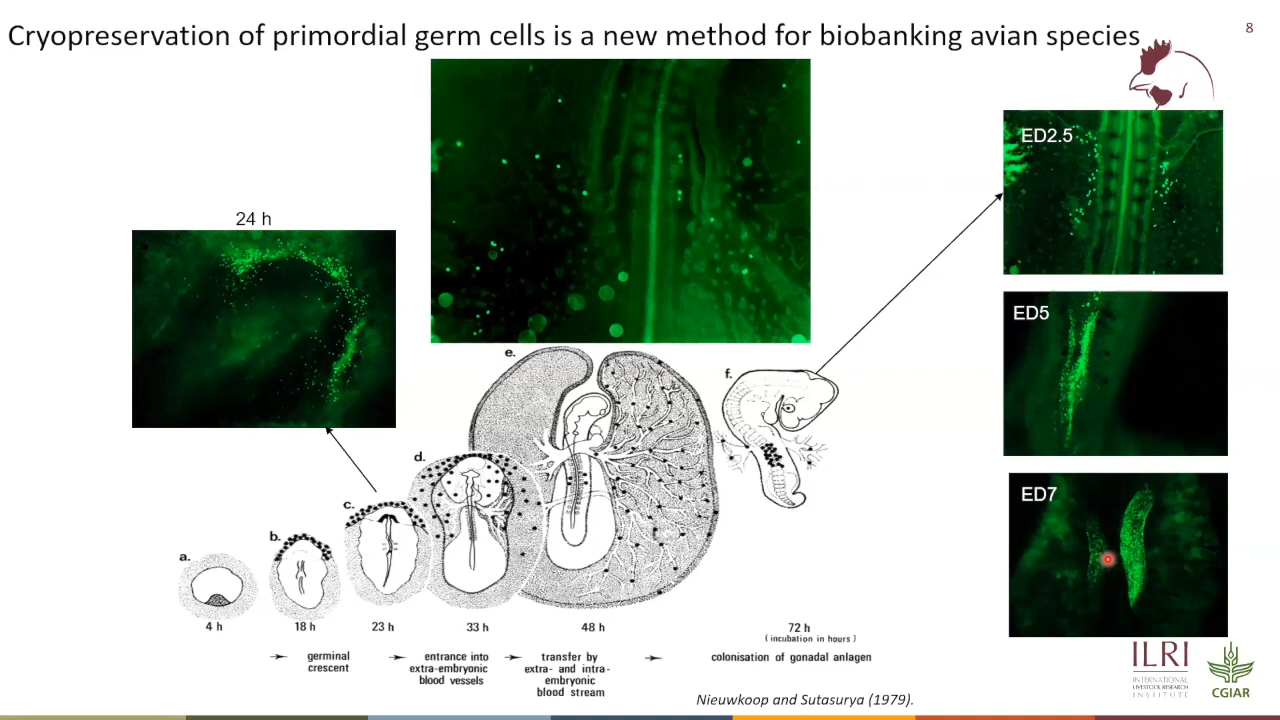 Cryopreservation of primordial germ cells is a new method for biobanking avian species
8
24 h
ED2.5
ED5
ED7
a.
b.
c.
d.
e.
f.
4 h
18 h
23 h
33 h
48 h
72 h
( incubation in hours )
germinal
crescent
entrance into
extra-embryonic
blood vessels
transfer by
extra- and intra-
embryonic
blood stream
colonisation of gonadal anlagen
Nieuwkoop and Sutasurya (1979).
ILRI
INTERNATIONAL
LIVESTOCK RESEARCH
INSTITUTE
CGIAR